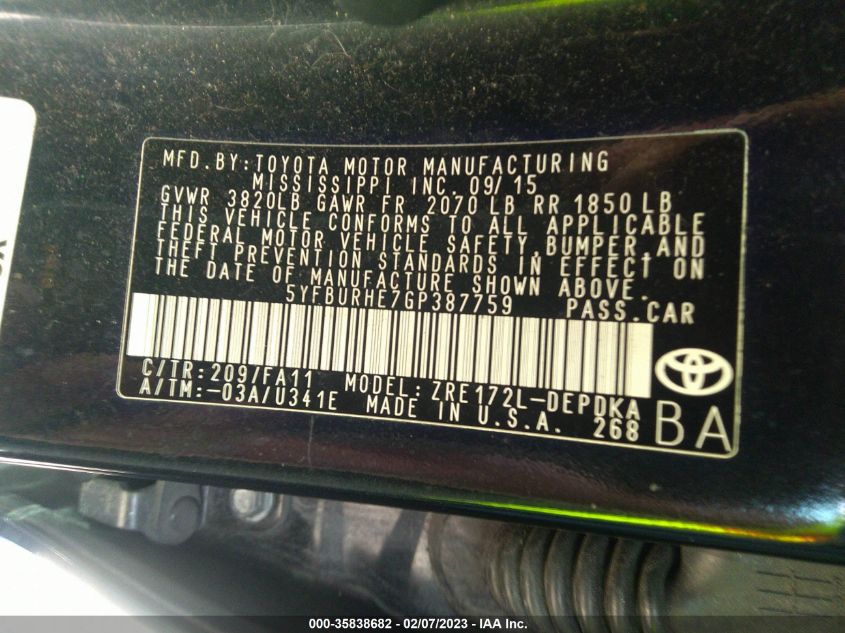 MFD.BY:TOYOTA MOTOR MANUFACTURING
MISSISSIPPI INC. 09/15
GVWR 3820LB GAWR FR 2070 LB RR 1850 LB
THIS VEHICLE CONFORMS TO ALL APPLICABLE
FEDERAL MOTOR VEHICLE SAFETY, BUMPER, AND
THEFT PREVENTION STANDARDS IN EFFECT ON
THE DATE OF MANUFACTURE SHOWN ABOVE.
5YFBURHE7GP387759 PASS.CAR
C/TR:209/FA11 MODEL:ZRE172L-DEPDKA
A/TM:-03A/U341E MADE IN U.S.A. 268
BA
000-35838682 - 02/07/2023 - IAA Inc.